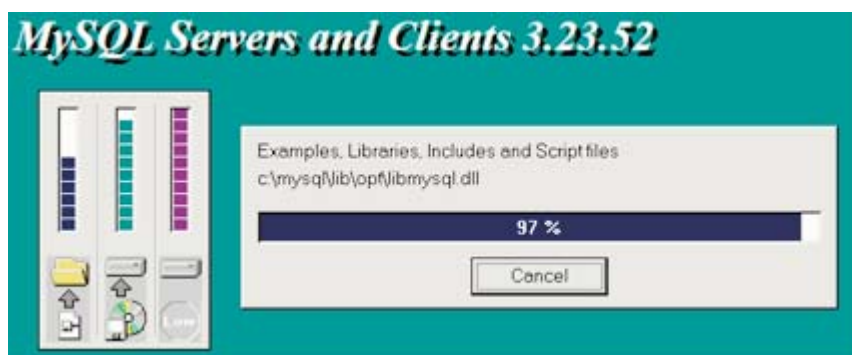 MySQL Servers and Clients 3.23.52
Examples, Libraries, Includes and Script files
c:\mysql\lib\opt\libmysql.dll
97 %
Cancel
Low